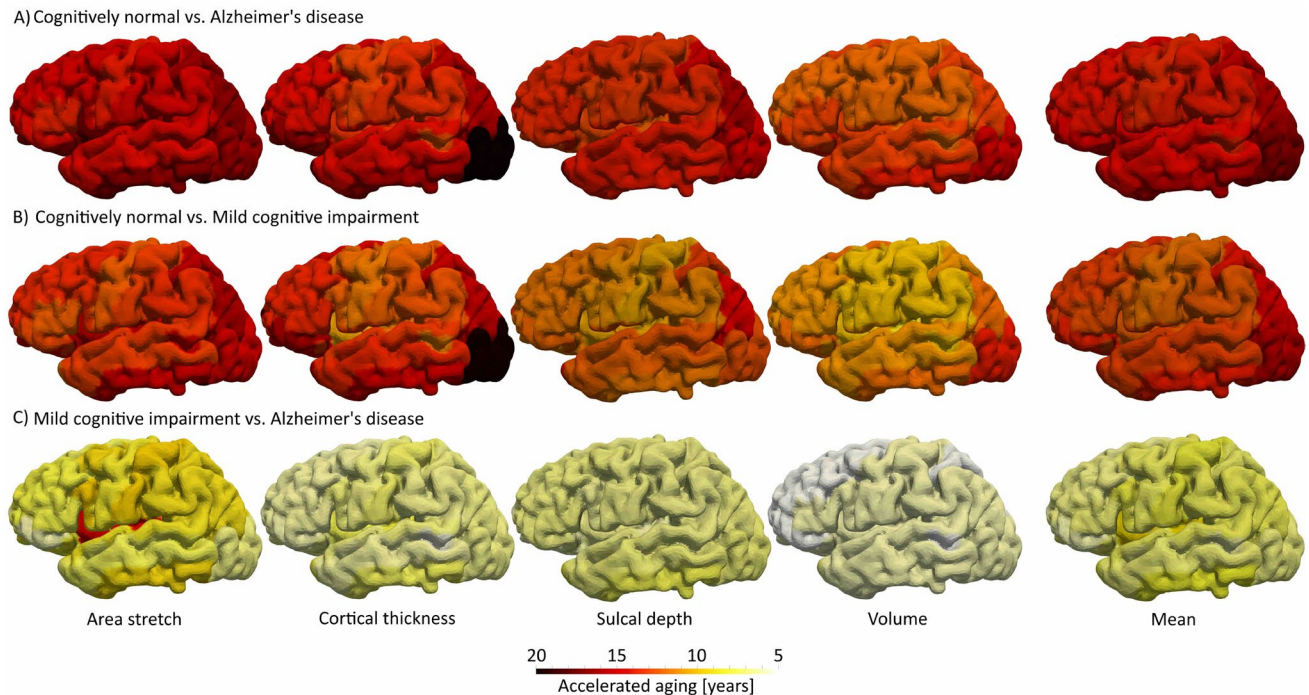 A) Cognitively normal vs. Alzheimer's disease
B) Cognitively normal vs. Mild cognitive impairment
C) Mild cognitive impairment vs. Alzheimer's disease
Area stretch Cortical thickness Sulcal depth Volume Mean
20 15 10 5
Accelerated aging [years]